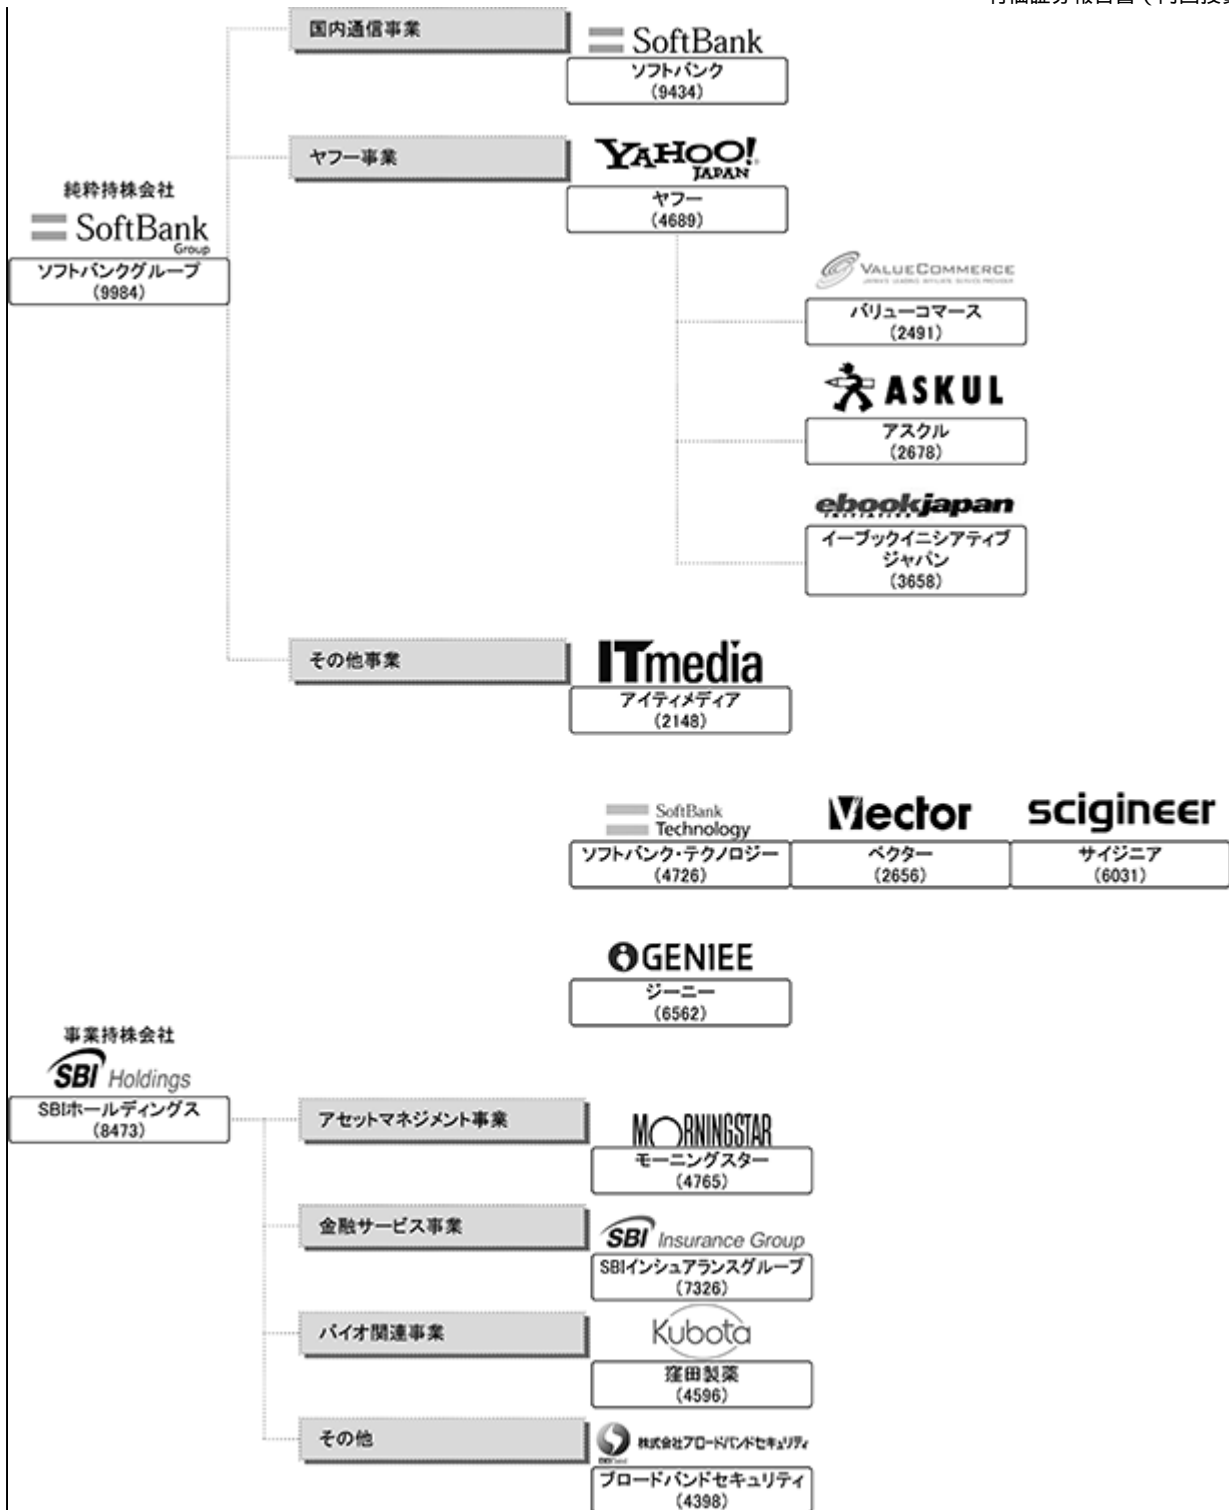 国内通信事業
SoftBank
ソフトバンク
(9434)
ヤフー事業
YAHOO!
JAPAN
ヤフー
(4689)
純粋持株会社
SoftBank
Group
ソフトバンクグループ
(9984)
VALUECOMMERCE
バリューコマース
(2491)
ASKUL
アスクル
(2678)
ebookjapan
イーブックイニシアティブ
ジャパン
(3658)
その他事業
ITmedia
アイティメディア
(2148)
SoftBank
Technology
ソフトバンク・テクノロジー
(4726)
Vector
ベクター
(2656)
scigineer
サイジニア
(6031)
GENIEE
ジーニー
(6562)
事業持株会社
SBI Holdings
SBIホールディングス
(8473)
アセットマネジメント事業
MORNINGSTAR
モーニングスター
(4765)
金融サービス事業
SBI Insurance Group
SBIインシュアランスグループ
(7326)
バイオ関連事業
Kubota
窪田製薬
(4596)
その他
株式会社ブロードバンドセキュリティ
ブロードバンドセキュリティ
(4398)